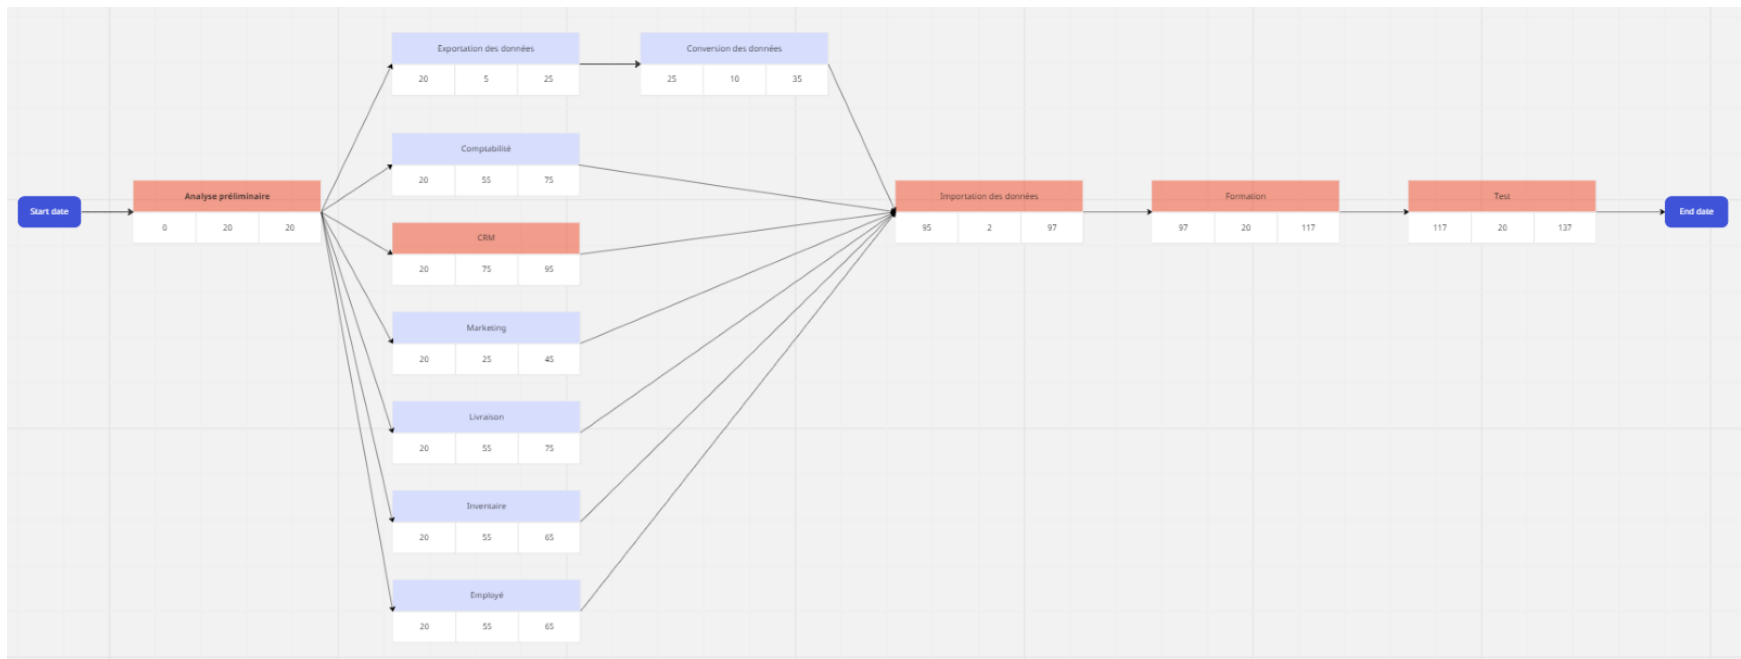 Exportation des données
20 5 25
Conversion des données
25 10 35
Comptabilité
20 55 75
Start date
Analyse préliminaire
0 20 20
CRM
20 75 95
Importation des données
95 2 97
Formation
97 20 117
Test
117 20 137
End date
Marketing
20 25 45
Livraison
20 55 75
Inventaire
20 55 65
Employé
20 55 65